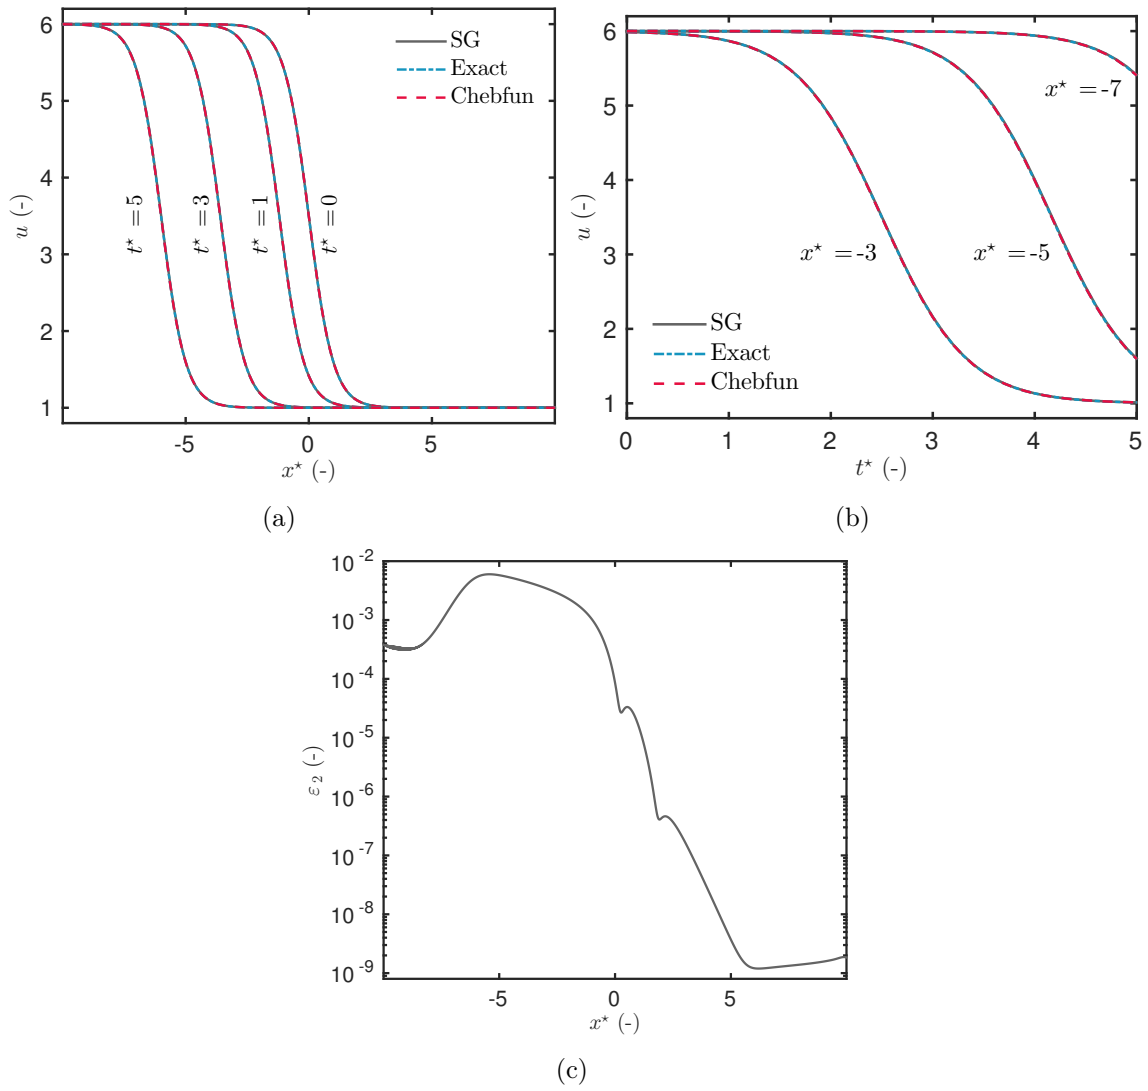 6
5
4
3
2
1
u (-)
SG
Exact
Chebfun
t⋆ = 5
t⋆ = 3
t⋆ = 1
t⋆ = 0
-5
0
5
x⋆ (-)
(a)
6
5
4
3
2
1
u (-)
x⋆ = -7
x⋆ = -3
x⋆ = -5
SG
Exact
Chebfun
0
1
2
3
4
5
t⋆ (-)
(b)
10⁻²
10⁻³
10⁻⁴
10⁻⁵
10⁻⁶
10⁻⁷
10⁻⁸
10⁻⁹
ε₂ (-)
-5
0
5
x⋆ (-)
(c)